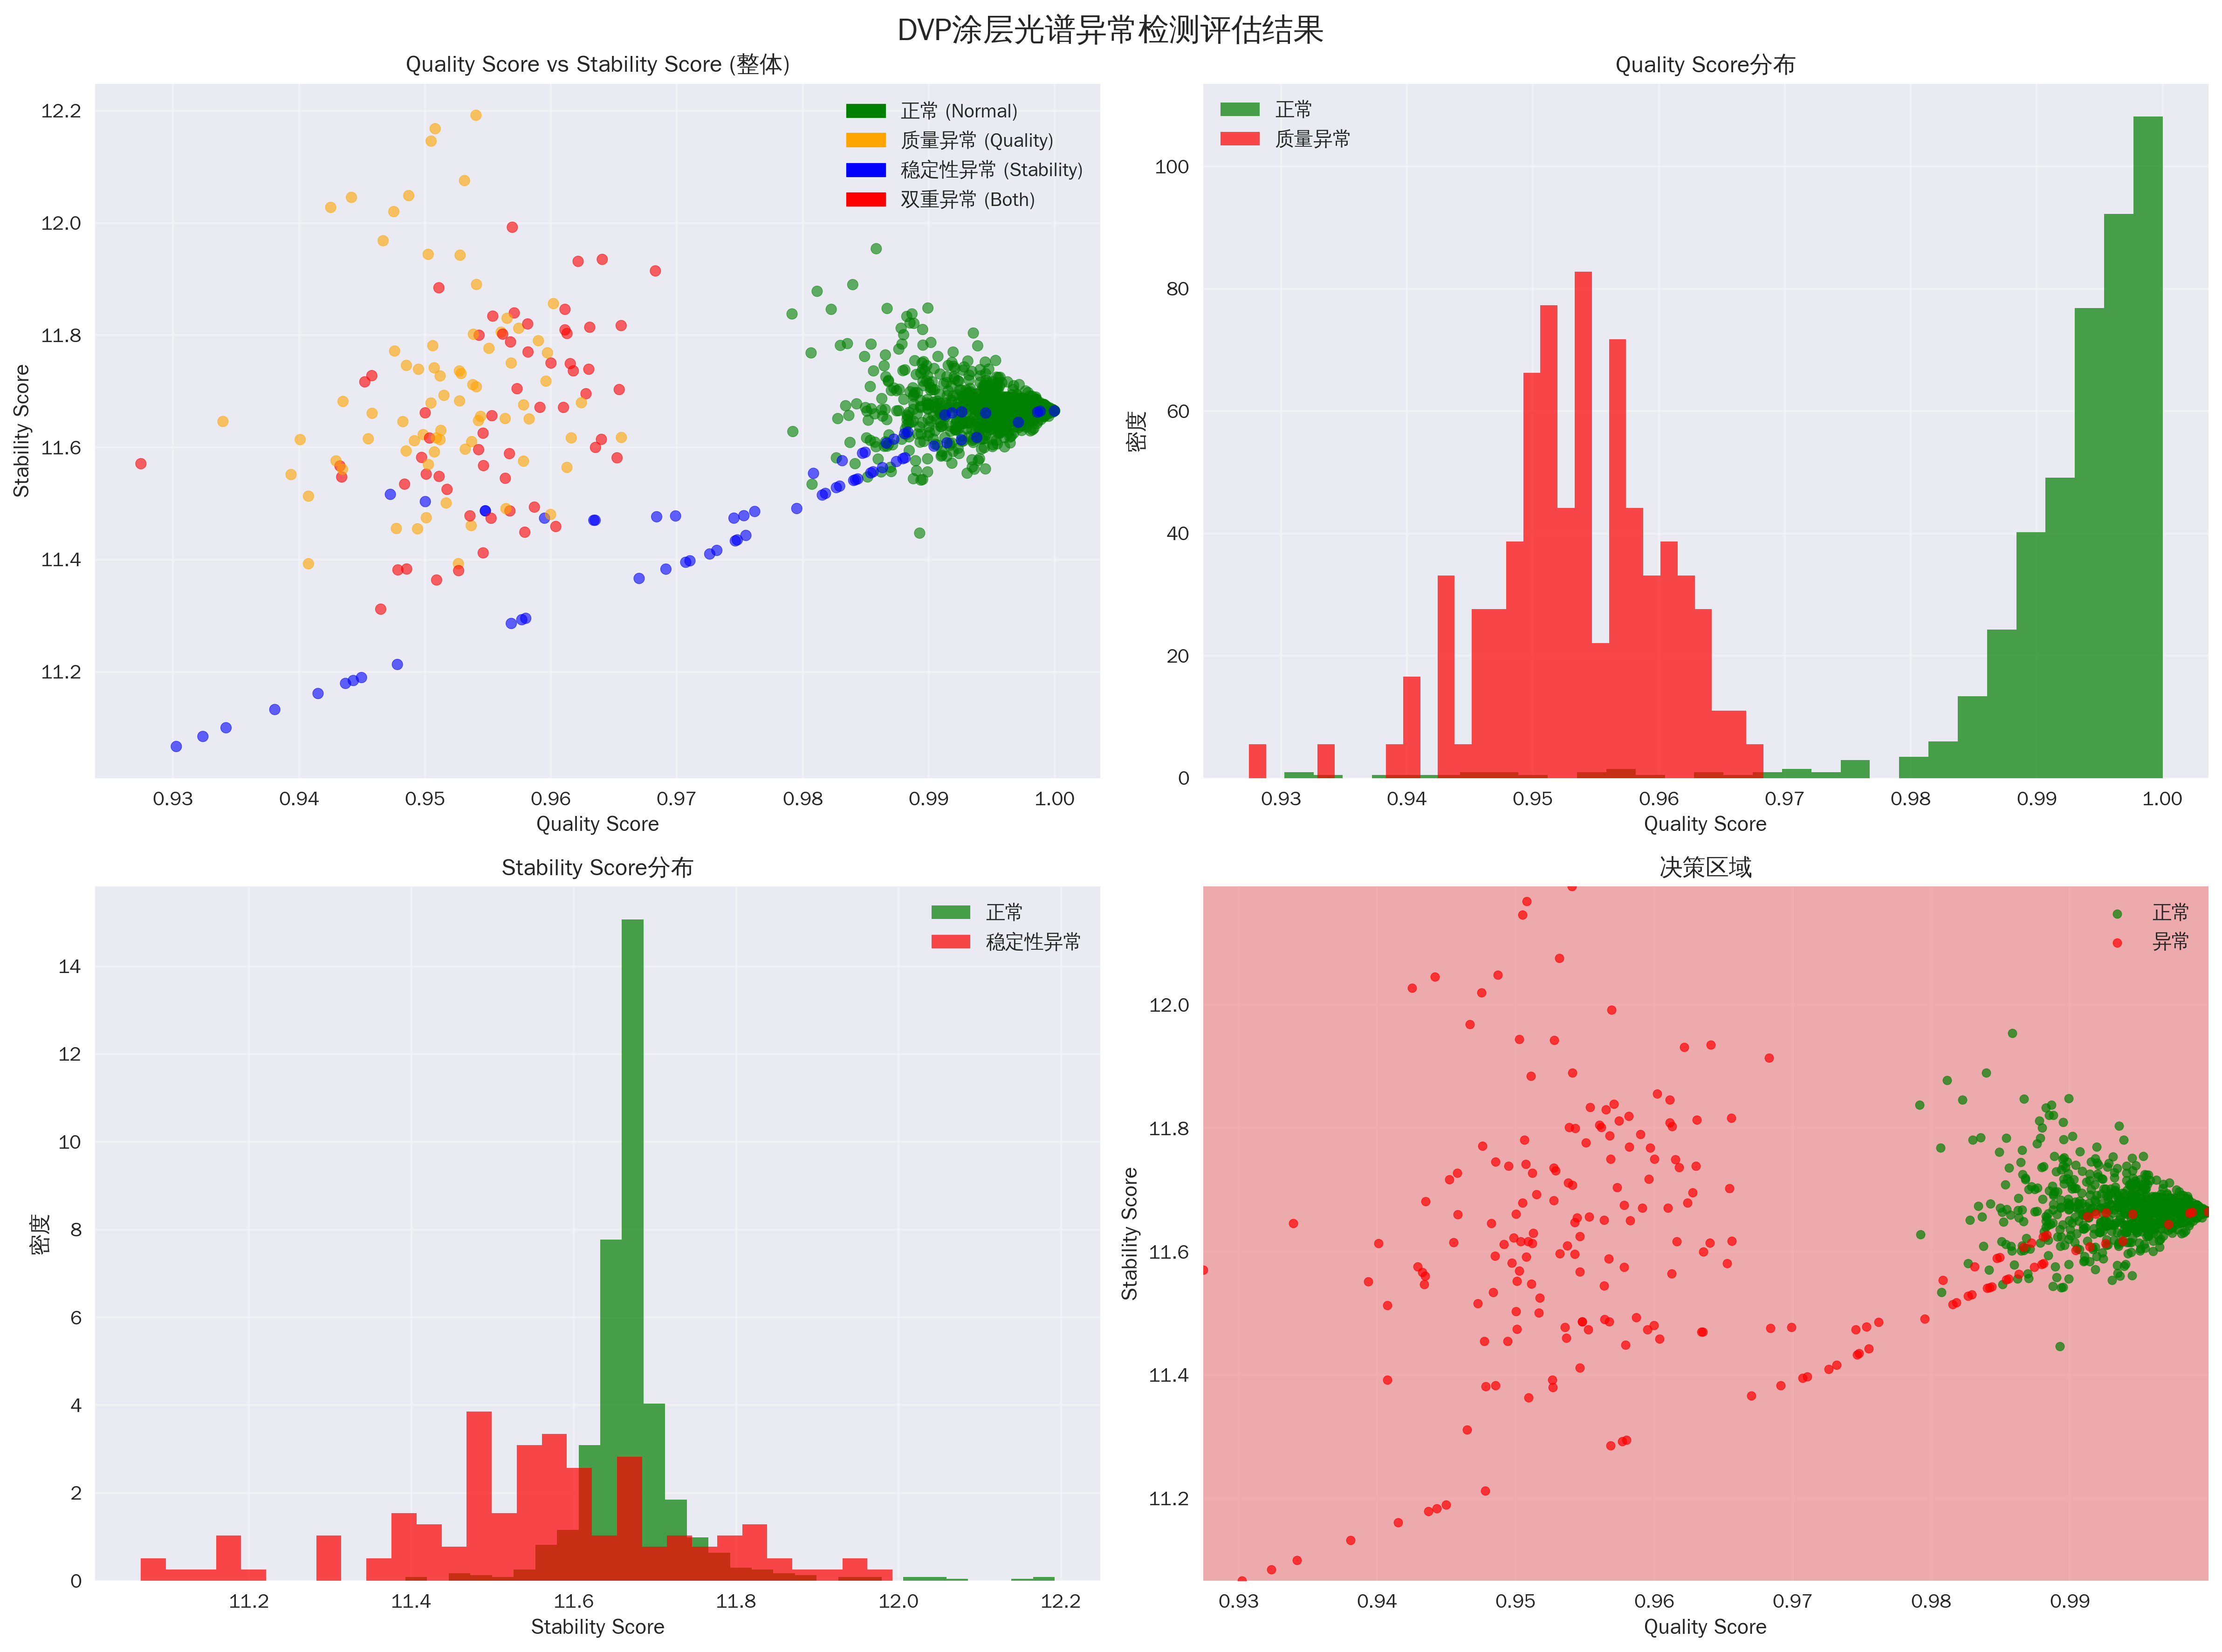 DVP涂层光谱异常检测评估结果
Quality Score vs Stability Score (整体)
正常 (Normal)
质量异常 (Quality)
稳定性异常 (Stability)
双重异常 (Both)
12.2
12.0
11.8
11.6
11.4
11.2
Stability Score
0.93 0.94 0.95 0.96 0.97 0.98 0.99 1.00
Quality Score
Quality Score分布
正常
质量异常
100
80
60
40
20
0
密度
0.93 0.94 0.95 0.96 0.97 0.98 0.99 1.00
Quality Score
Stability Score分布
正常
稳定性异常
14
12
10
8
6
4
2
0
密度
11.2 11.4 11.6 11.8 12.0 12.2
Stability Score
决策区域
正常
异常
12.0
11.8
11.6
11.4
11.2
Stability Score
0.93 0.94 0.95 0.96 0.97 0.98 0.99
Quality Score